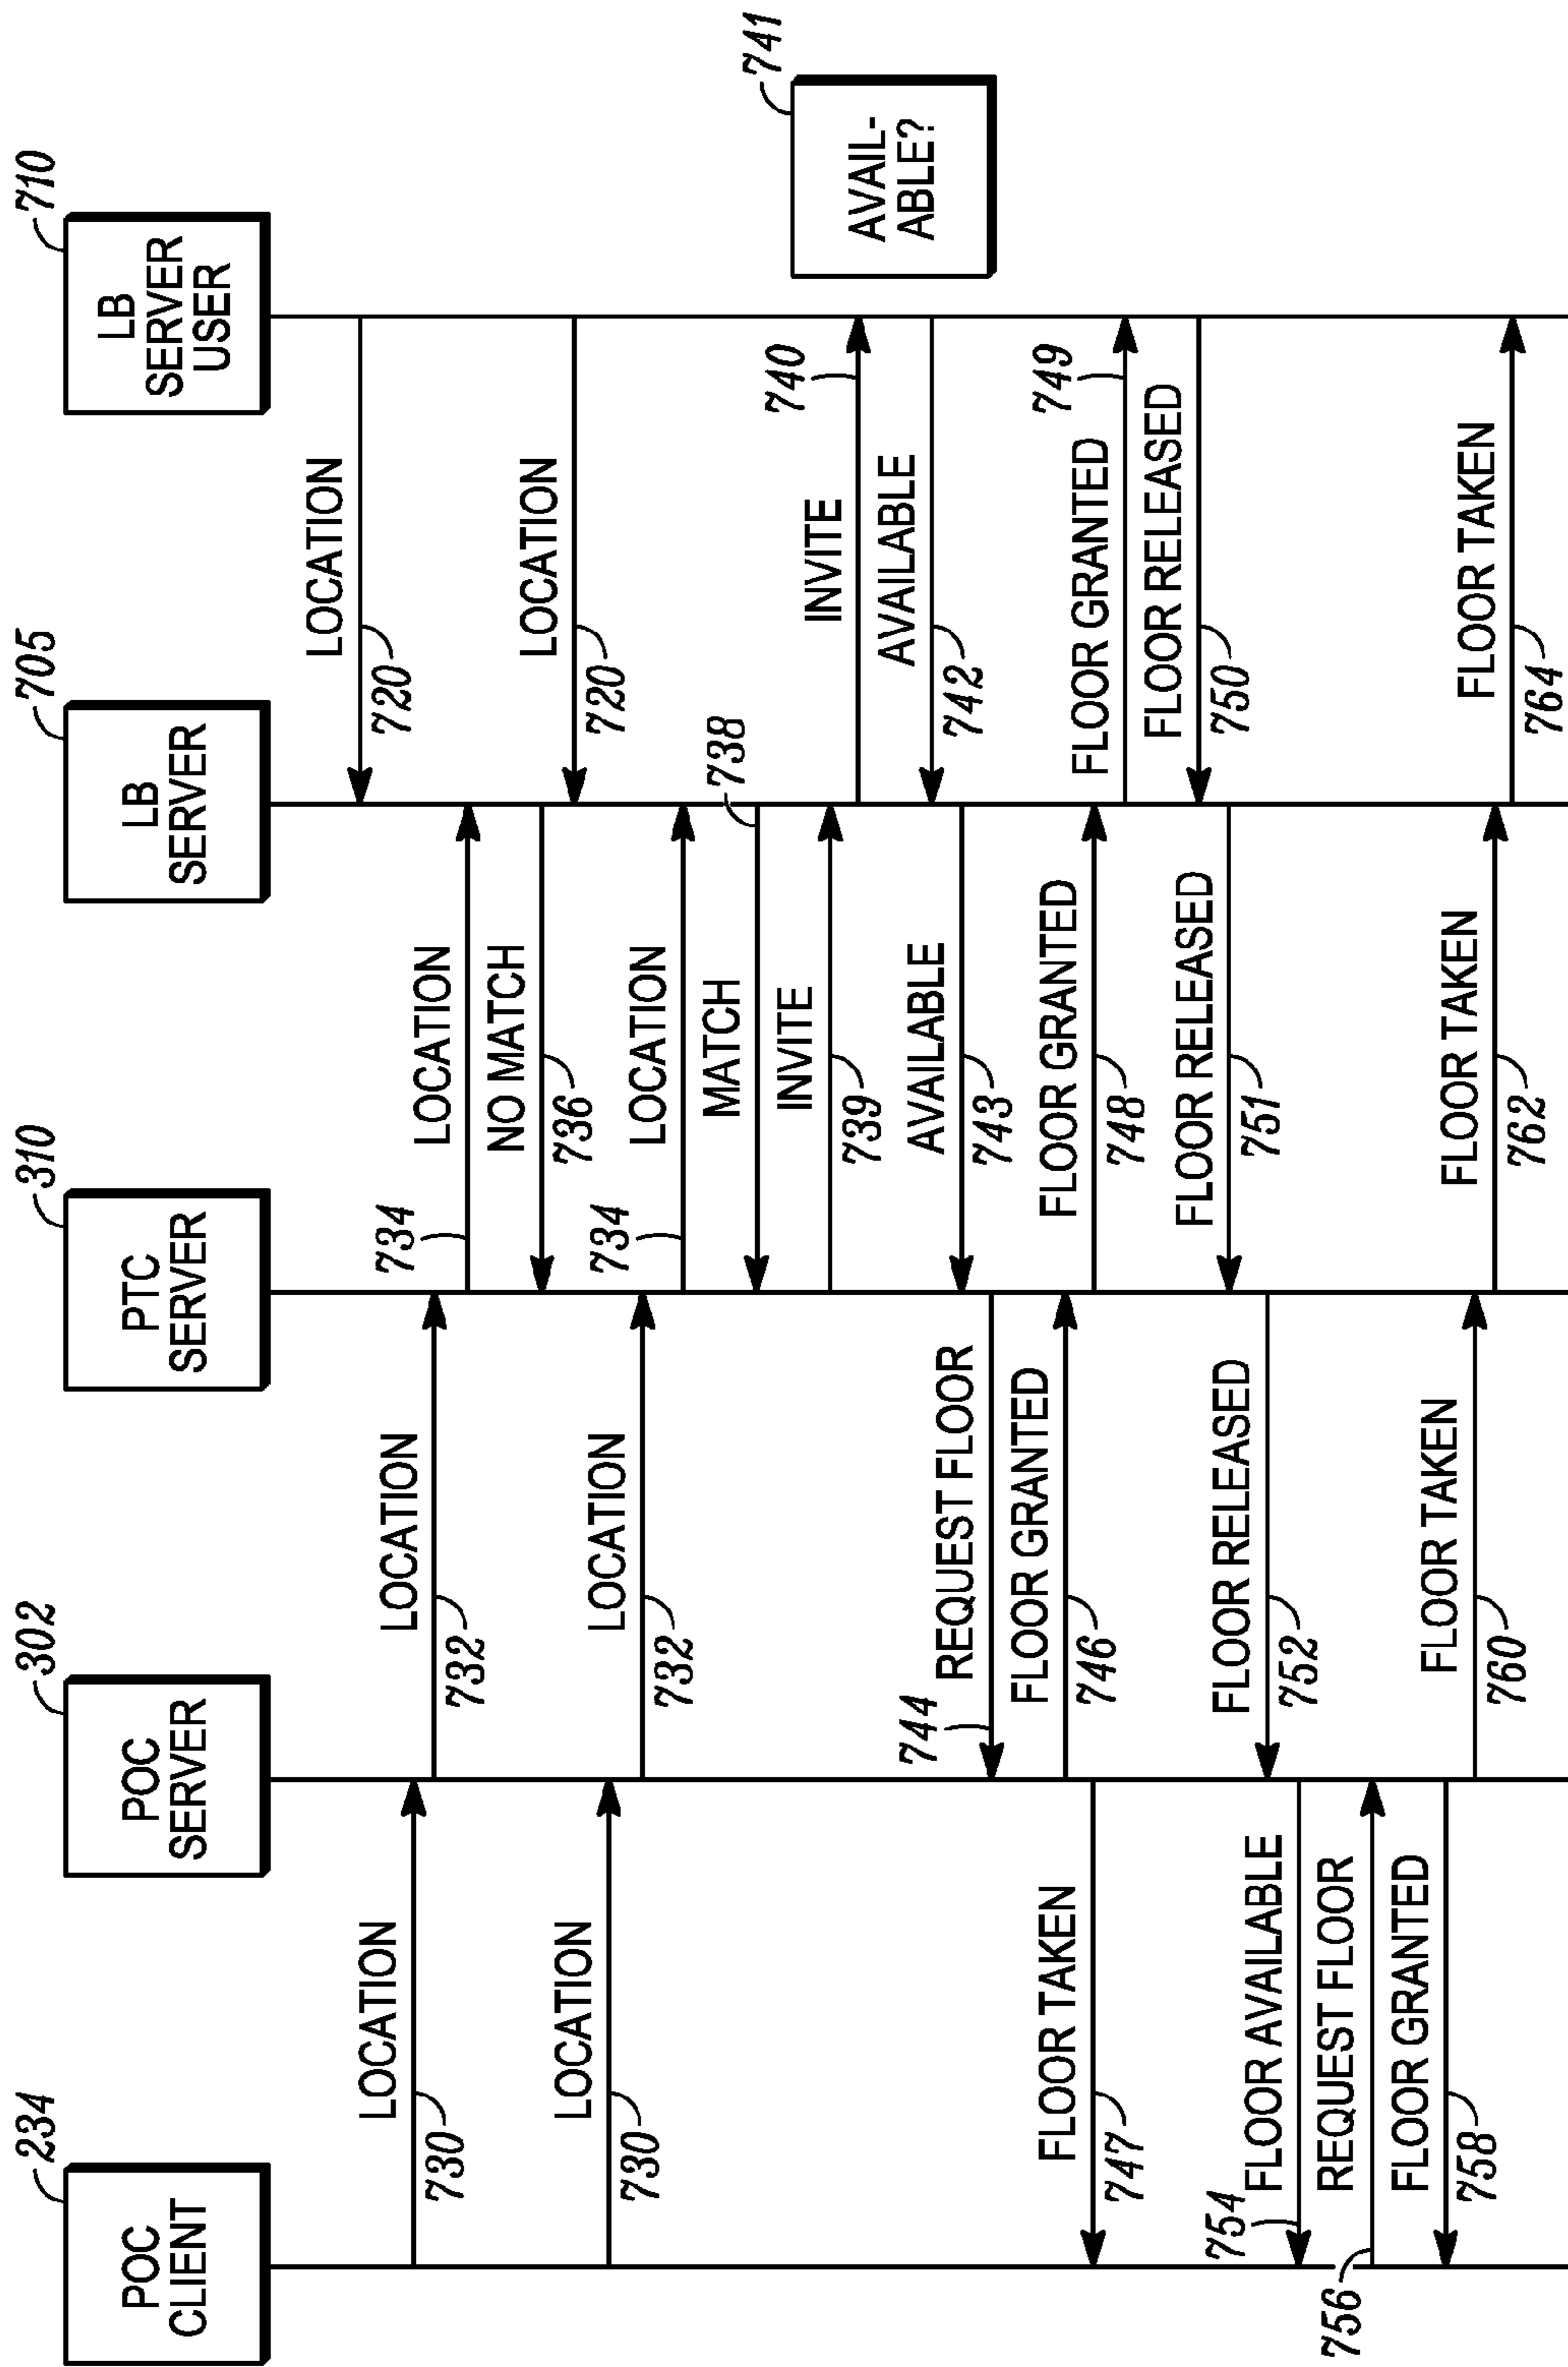 234
POC
CLIENT
302
POC
SERVER
310
PTC
SERVER
705
LB
SERVER
710
LB
SERVER
USER
LOCATION
720
LOCATION
730
LOCATION
732
734
LOCATION
NO MATCH
736
LOCATION
720
LOCATION
730
LOCATION
732
734
LOCATION
738
MATCH
INVITE
739
INVITE
740
741
AVAIL-
ABLE?
AVAILABLE
742
AVAILABLE
743
744
REQUEST FLOOR
FLOOR GRANTED
746
FLOOR TAKEN
747
FLOOR GRANTED
748
FLOOR GRANTED
749
FLOOR RELEASED
750
FLOOR RELEASED
751
FLOOR RELEASED
752
754
FLOOR AVAILABLE
756
REQUEST FLOOR
FLOOR GRANTED
758
FLOOR TAKEN
760
FLOOR TAKEN
762
FLOOR TAKEN
764